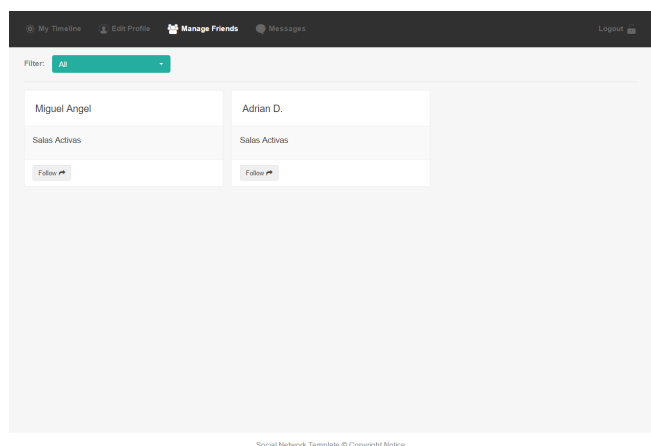 My Timeline Edit Profile Manage Friends Messages Logout
Filter: All
Miguel Angel Adrian D.
Salas Activas Salas Activas
Follow Follow
Social Network Template © Copyright Notice